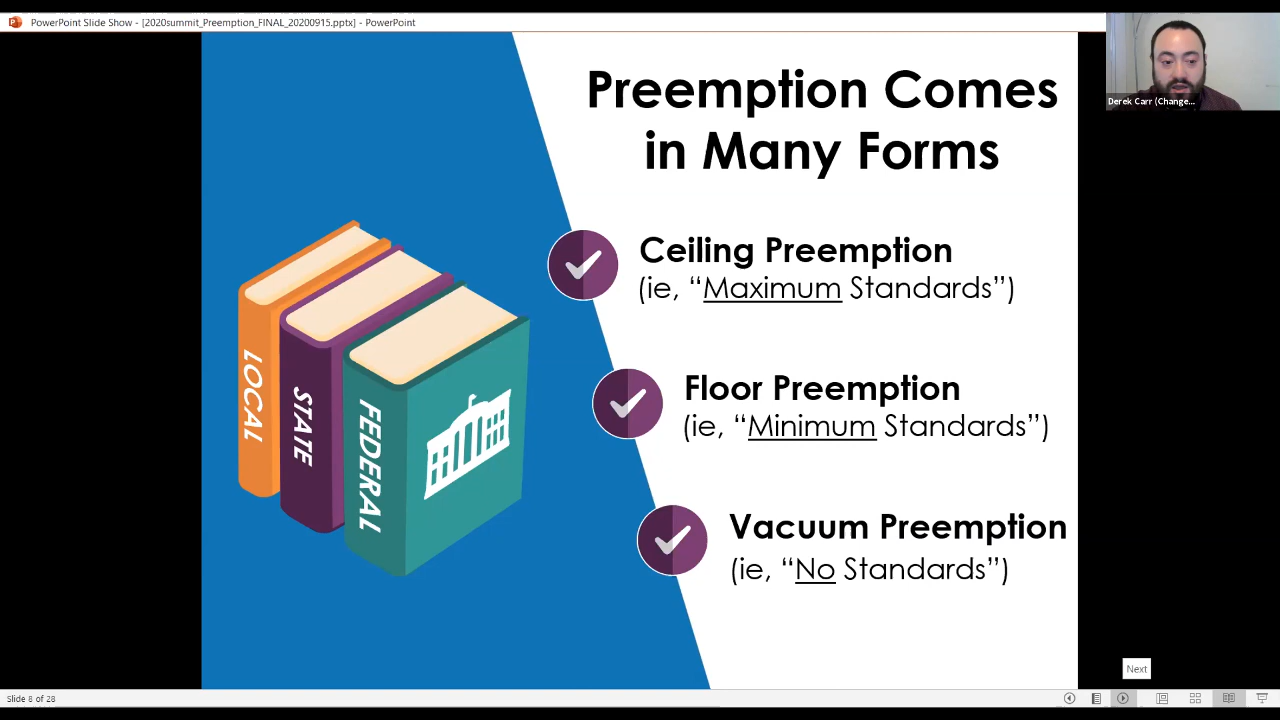 PowerPoint Slide Show - [2020summit_Preemption_FINAL_20200915.pptx] - PowerPoint
Derek Carr (Change...
Preemption Comes
in Many Forms
Ceiling Preemption
(ie, “Maximum Standards”)
Floor Preemption
(ie, “Minimum Standards”)
Vacuum Preemption
(ie, “No Standards”)
LOCAL
STATE
FEDERAL
Next
Slide 8 of 28